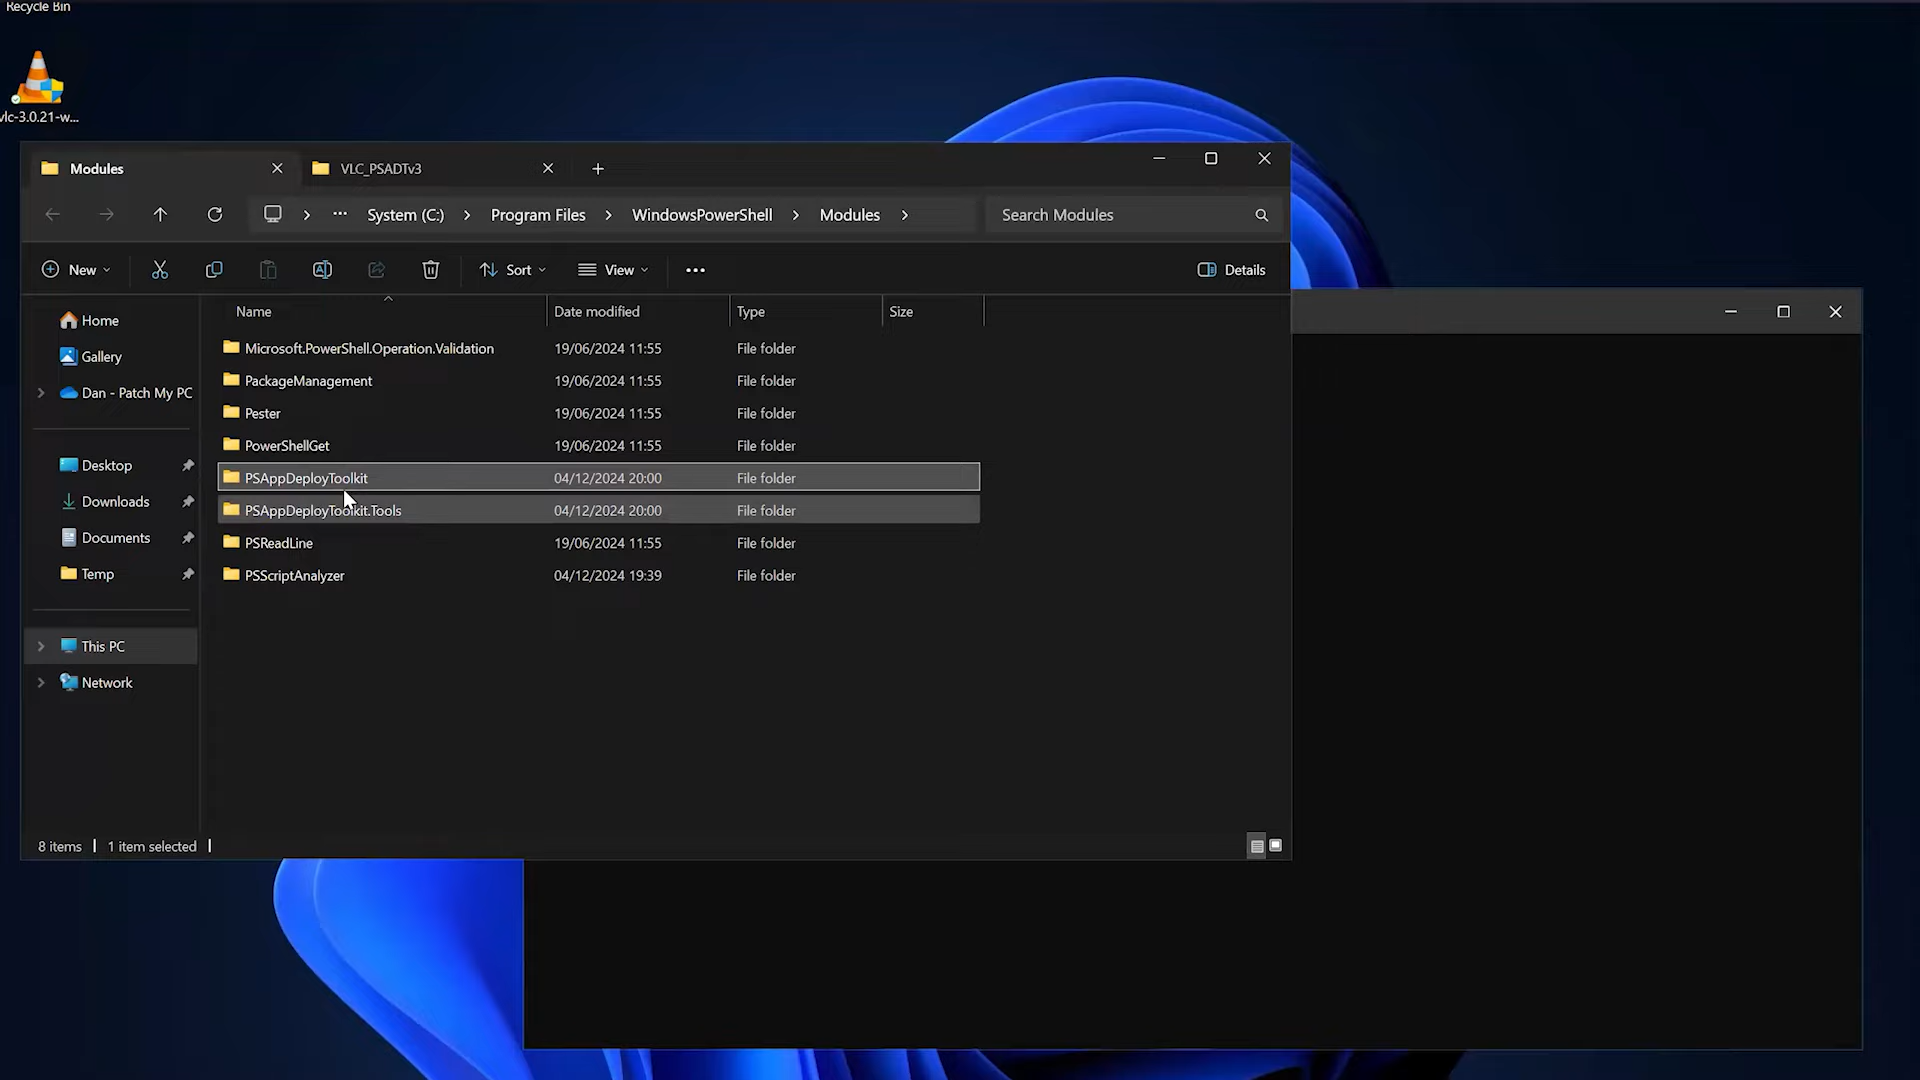 Recycle Bin
vlc-3.0.21-w...
Modules
VLC_PSADTv3
System (C:)
Program Files
WindowsPowerShell
Modules
Search Modules
New
Sort
View
Details
Name
Date modified
Type
Size
Home
Gallery
Dan - Patch My PC
Desktop
Downloads
Documents
Temp
This PC
Network
Microsoft.PowerShell.Operation.Validation 19/06/2024 11:55 File folder
PackageManagement 19/06/2024 11:55 File folder
Pester 19/06/2024 11:55 File folder
PowerShellGet 19/06/2024 11:55 File folder
PSAppDeployToolkit 04/12/2024 20:00 File folder
PSAppDeployToolkit.Tools 04/12/2024 20:00 File folder
PSReadLine 19/06/2024 11:55 File folder
PSScriptAnalyzer 04/12/2024 19:39 File folder
8 items
1 item selected